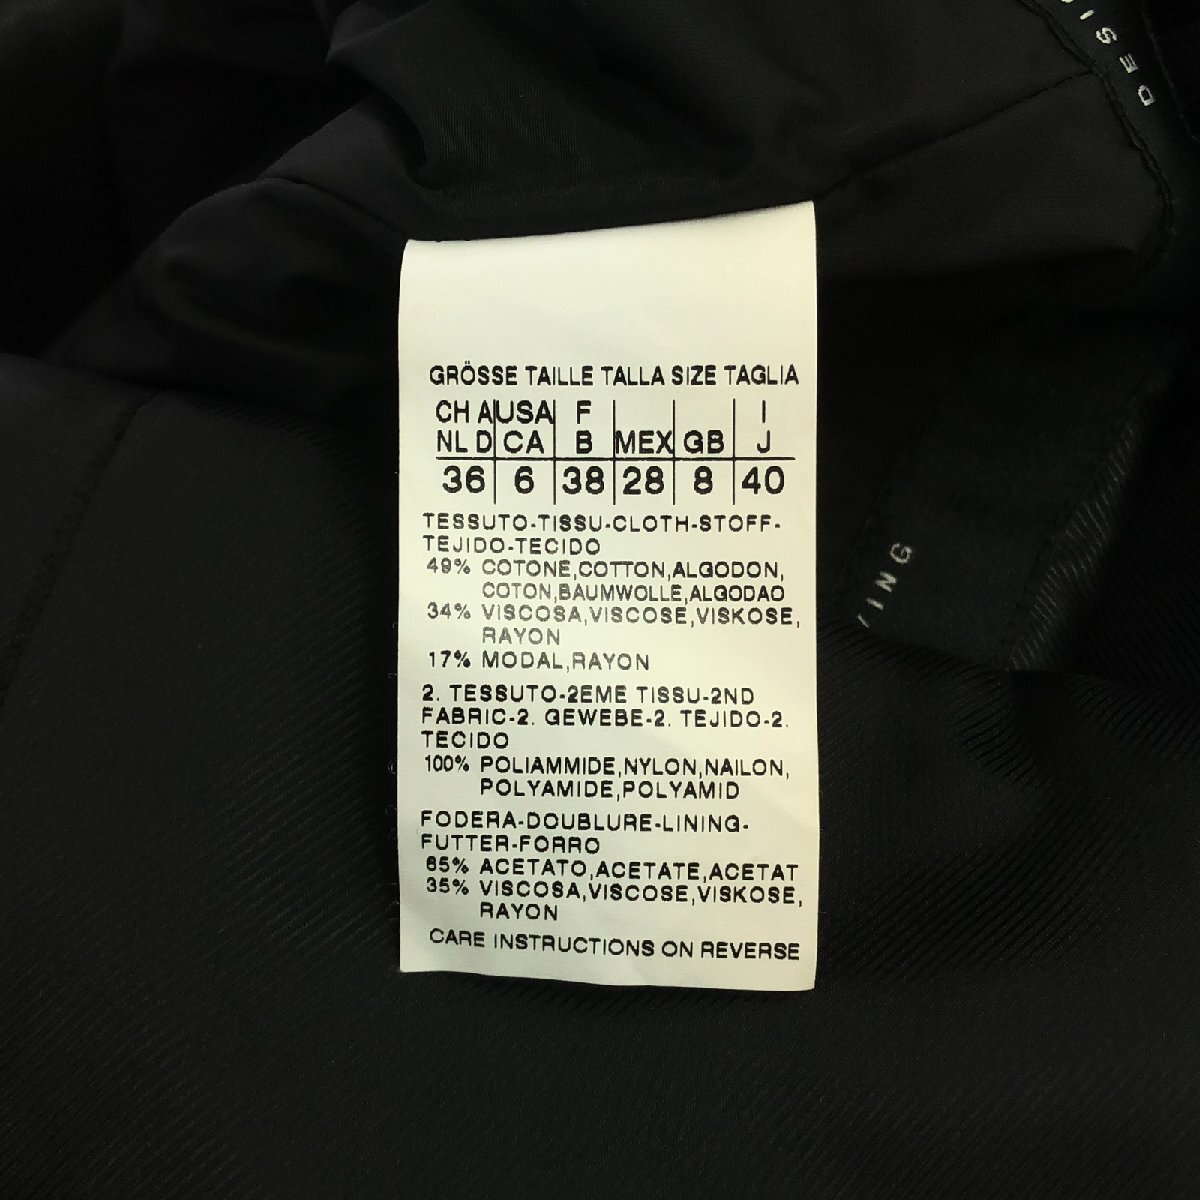 DESI
GRÖSSE TAILLE TALLA SIZE TAGLIA
CH A USA F I
NL D CA B MEX GB J
36 6 38 28 8 40
TESSUTO-TISSU-CLOTH-STOFF-
TEJIDO-TECIDO
49% COTONE,COTTON,ALGODON,
COTON,BAUMWOLLE,ALGODAO
34% VISCOSA,VISCOSE,VISKOSE,
RAYON
17% MODAL,RAYON
2. TESSUTO-2EME TISSU-2ND
FABRIC-2. GEWEBE-2. TEJIDO-2.
TECIDO
100% POLIAMMIDE,NYLON,NAILON,
POLYAMIDE,POLYAMID
FODERA-DOUBLURE-LINING-
FUTTER-FORRO
65% ACETATO,ACETATE,ACETAT
35% VISCOSA,VISCOSE,VISKOSE,
RAYON
CARE INSTRUCTIONS ON REVERSE